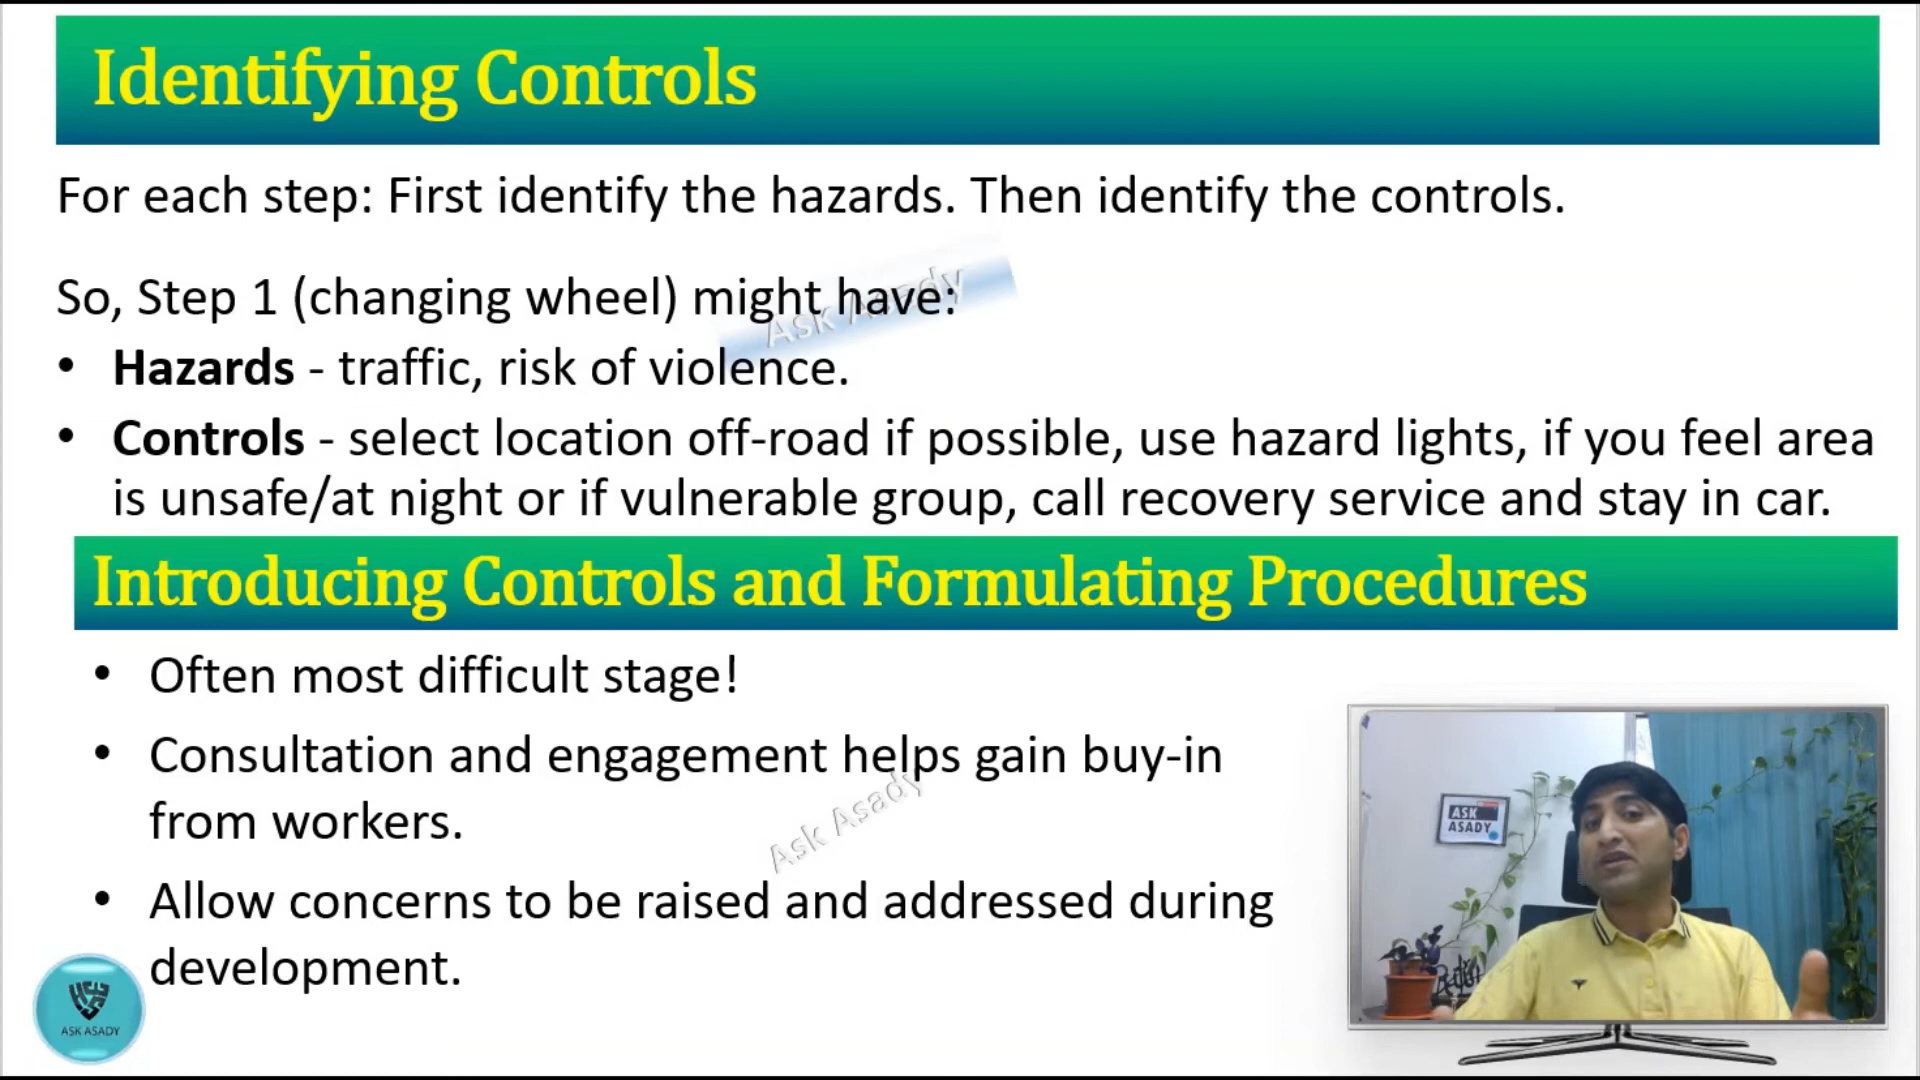 Identifying Controls
For each step: First identify the hazards. Then identify the controls.
So, Step 1 (changing wheel) might have:
Ask Asady
• Hazards - traffic, risk of violence.
• Controls - select location off-road if possible, use hazard lights, if you feel area
is unsafe/at night or if vulnerable group, call recovery service and stay in car.
Introducing Controls and Formulating Procedures
• Often most difficult stage!
• Consultation and engagement helps gain buy-in
from workers.
Ask Asady
• Allow concerns to be raised and addressed during
development.
ASK
ASADY
ASK ASADY